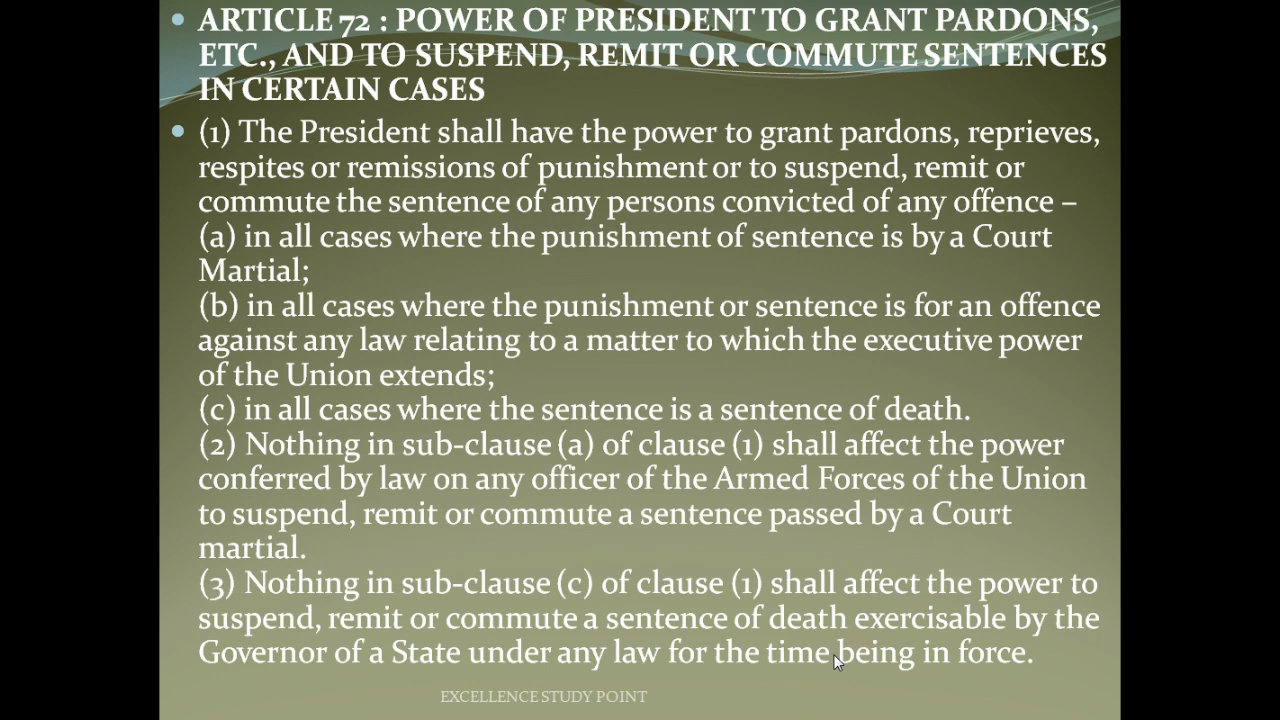 ARTICLE 72 : POWER OF PRESIDENT TO GRANT PARDONS,
ETC., AND TO SUSPEND, REMIT OR COMMUTE SENTENCES
IN CERTAIN CASES
(1) The President shall have the power to grant pardons, reprieves,
respites or remissions of punishment or to suspend, remit or
commute the sentence of any persons convicted of any offence –
(a) in all cases where the punishment of sentence is by a Court
Martial;
(b) in all cases where the punishment or sentence is for an offence
against any law relating to a matter to which the executive power
of the Union extends;
(c) in all cases where the sentence is a sentence of death.
(2) Nothing in sub-clause (a) of clause (1) shall affect the power
conferred by law on any officer of the Armed Forces of the Union
to suspend, remit or commute a sentence passed by a Court
martial.
(3) Nothing in sub-clause (c) of clause (1) shall affect the power to
suspend, remit or commute a sentence of death exercisable by the
Governor of a State under any law for the time being in force.
EXCELLENCE STUDY POINT